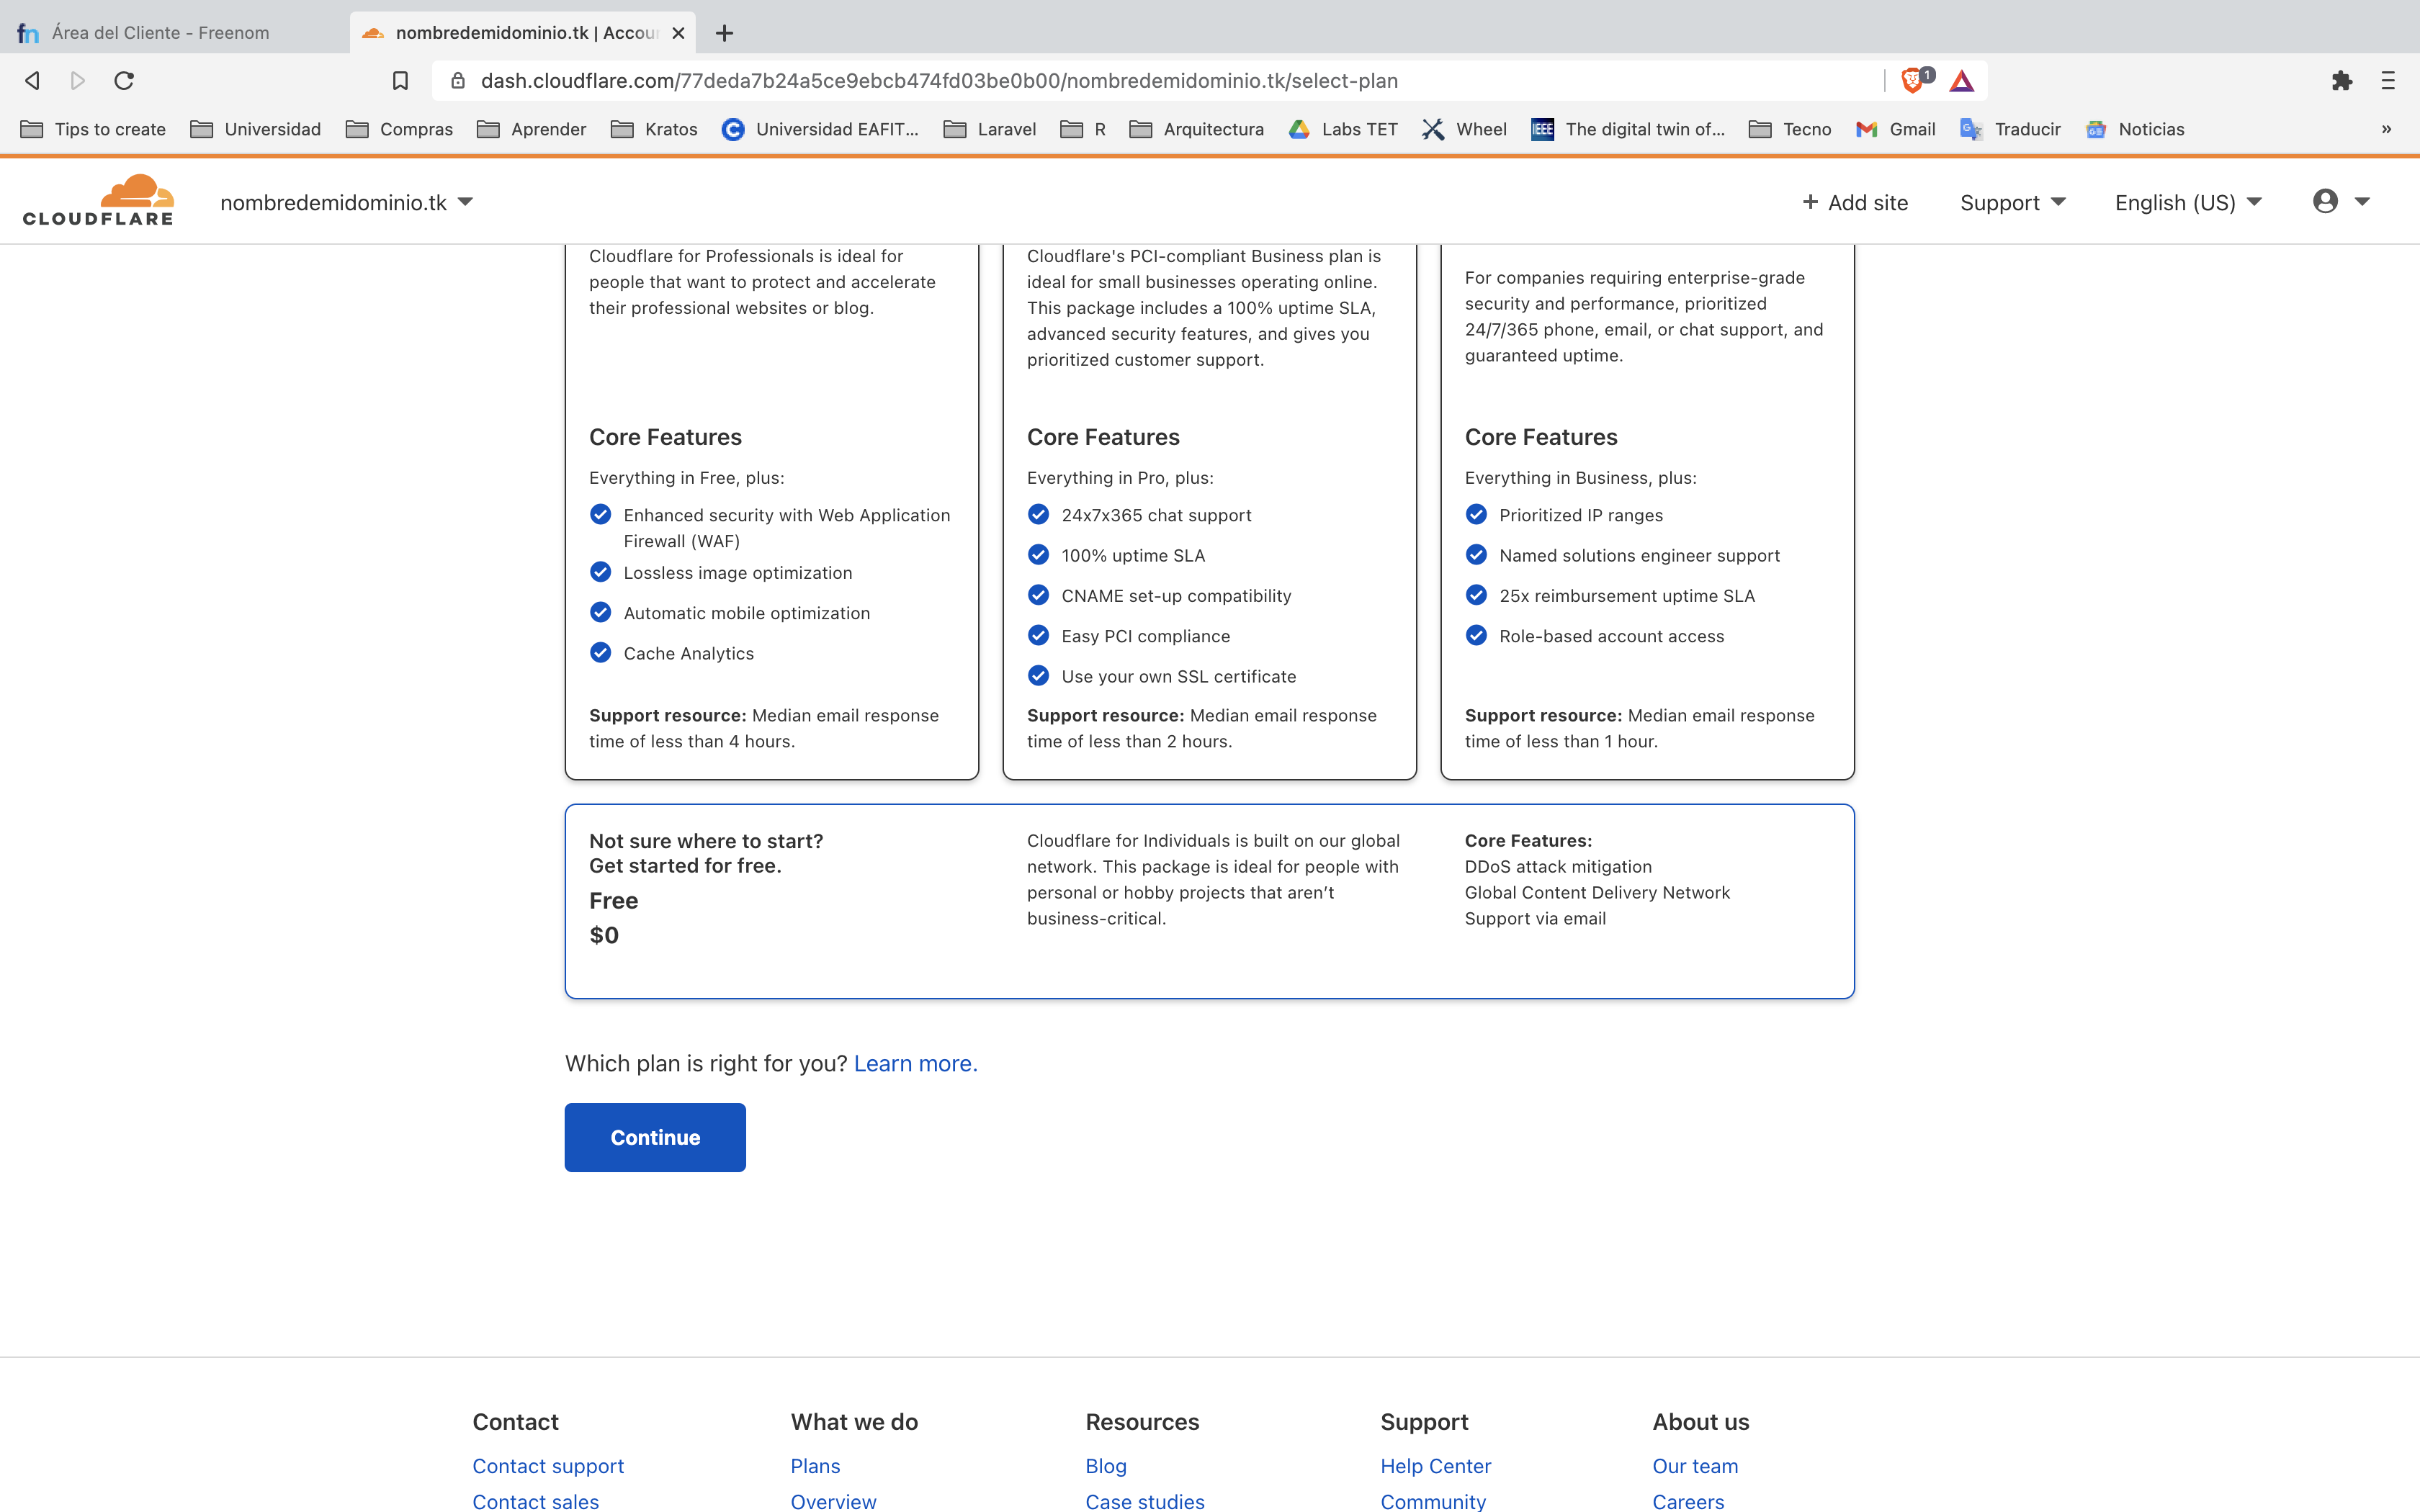 Área del Cliente - Freenom
nombredemidominio.tk | Accou
dash.cloudflare.com/77deda7b24a5ce9ebcb474fd03be0b00/nombredemidominio.tk/select-plan
1
Tips to create
Universidad
Compras
Aprender
Kratos
Universidad EAFIT...
Laravel
R
Arquitectura
Labs TET
Wheel
IEEE
The digital twin of...
Tecno
Gmail
Traducir
Noticias
»
CLOUDFLARE
nombredemidominio.tk
+ Add site
Support
English (US)
Cloudflare for Professionals is ideal for
people that want to protect and accelerate
their professional websites or blog.
Core Features
Everything in Free, plus:
Enhanced security with Web Application
Firewall (WAF)
Lossless image optimization
Automatic mobile optimization
Cache Analytics
Support resource: Median email response
time of less than 4 hours.
Cloudflare's PCI-compliant Business plan is
ideal for small businesses operating online.
This package includes a 100% uptime SLA,
advanced security features, and gives you
prioritized customer support.
Core Features
Everything in Pro, plus:
24x7x365 chat support
100% uptime SLA
CNAME set-up compatibility
Easy PCI compliance
Use your own SSL certificate
Support resource: Median email response
time of less than 2 hours.
For companies requiring enterprise-grade
security and performance, prioritized
24/7/365 phone, email, or chat support, and
guaranteed uptime.
Core Features
Everything in Business, plus:
Prioritized IP ranges
Named solutions engineer support
25x reimbursement uptime SLA
Role-based account access
Support resource: Median email response
time of less than 1 hour.
Not sure where to start?
Get started for free.
Free
$0
Cloudflare for Individuals is built on our global
network. This package is ideal for people with
personal or hobby projects that aren’t
business-critical.
Core Features:
DDoS attack mitigation
Global Content Delivery Network
Support via email
Which plan is right for you? Learn more.
Continue
Contact
Contact support
Contact sales
What we do
Plans
Overview
Resources
Blog
Case studies
Support
Help Center
Community
About us
Our team
Careers